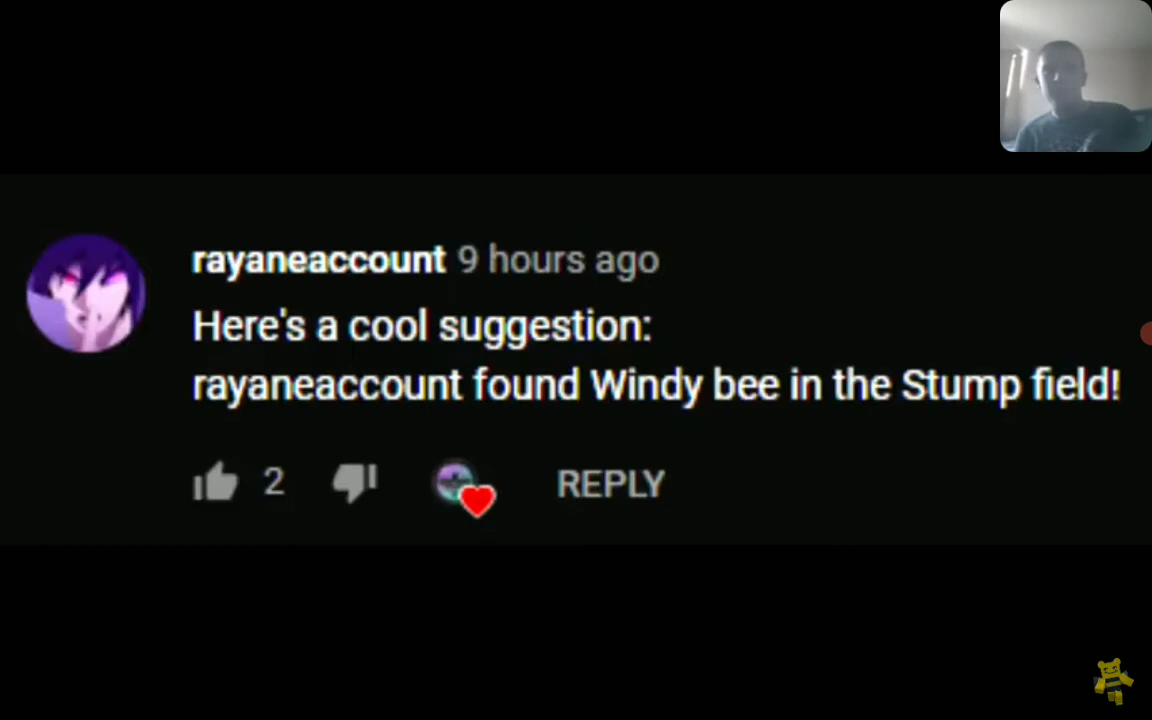 rayaneaccount 9 hours ago
Here's a cool suggestion:
rayaneaccount found Windy bee in the Stump field!
2 REPLY